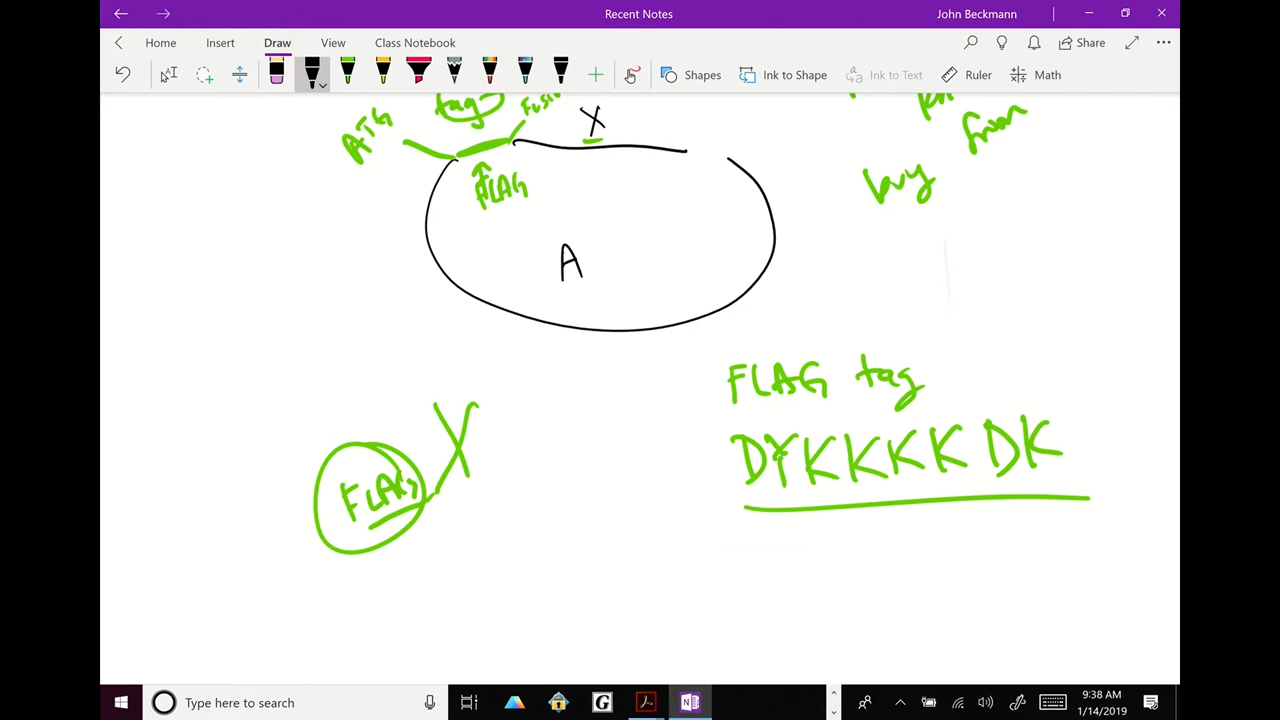 Recent Notes
John Beckmann
Home Insert Draw View Class Notebook
Share
Shapes Ink to Shape Ink to Text Ruler Math
tag
ATG
X
from
FLAG
A
FLAG tag
DYKKKKDK
X
FLAG
Type here to search
9:38 AM
1/14/2019